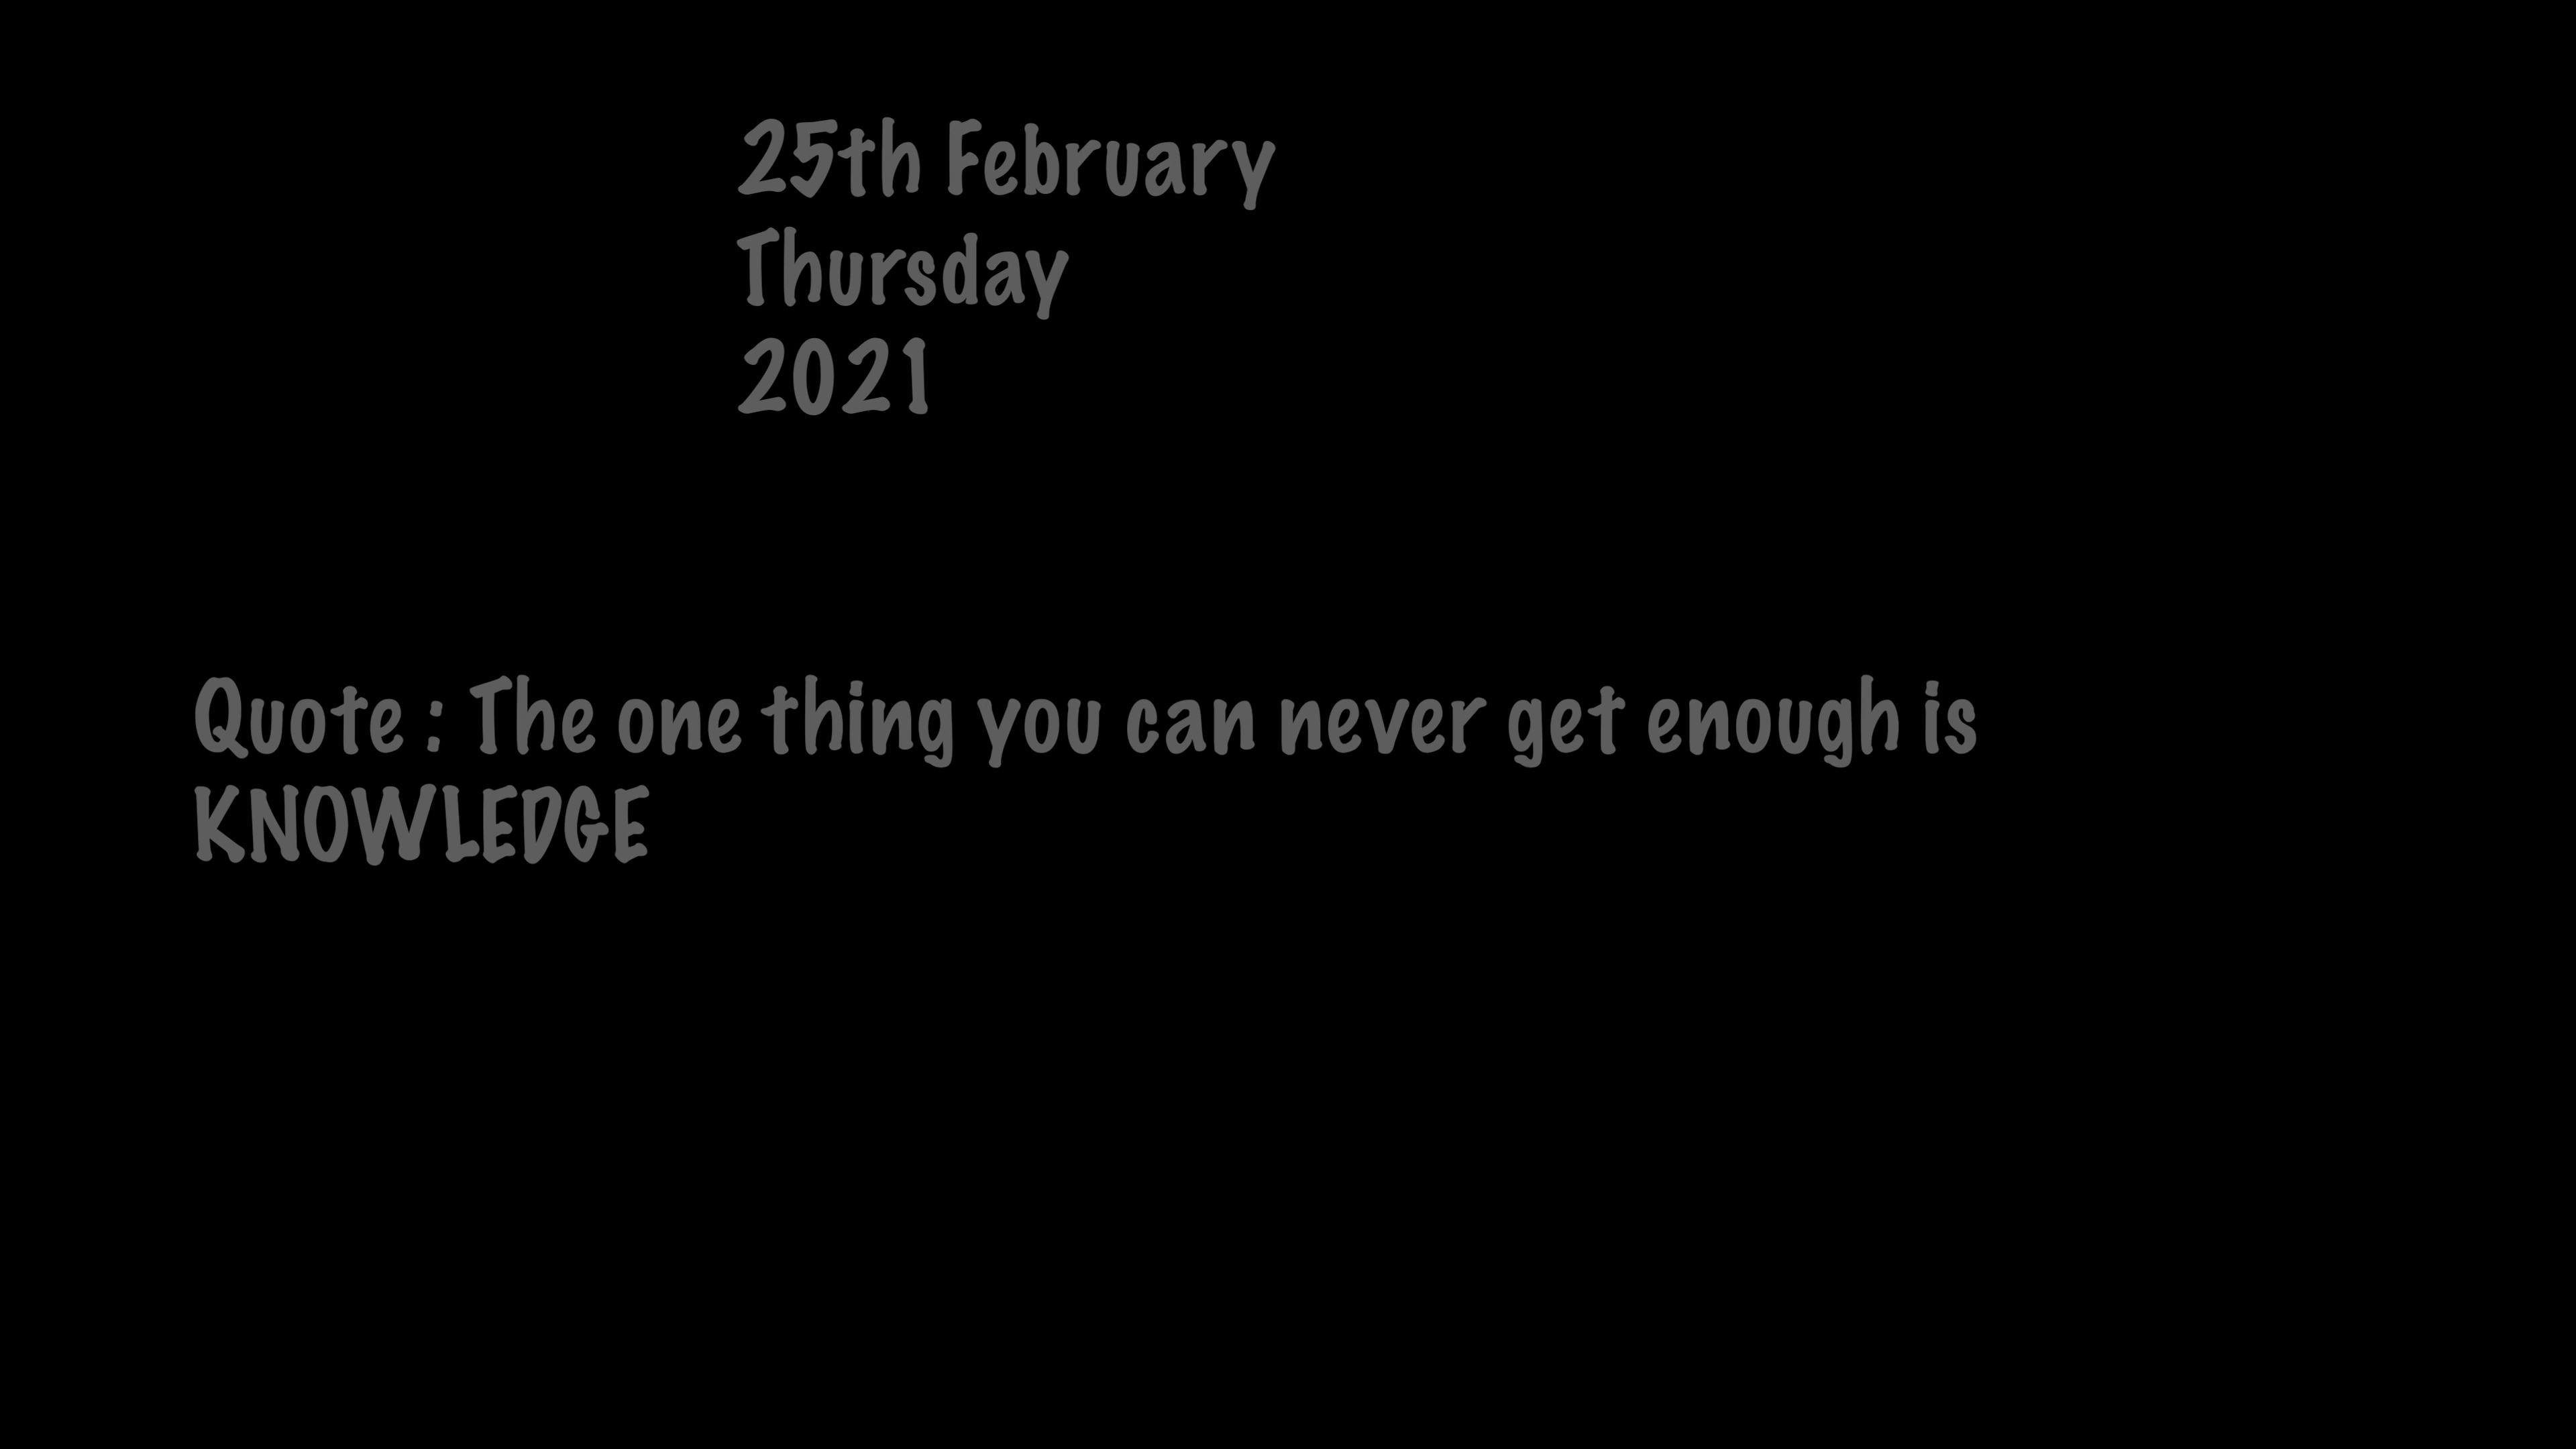 25th February
Thursday
2021
Quote : The one thing you can never get enough is
KNOWLEDGE